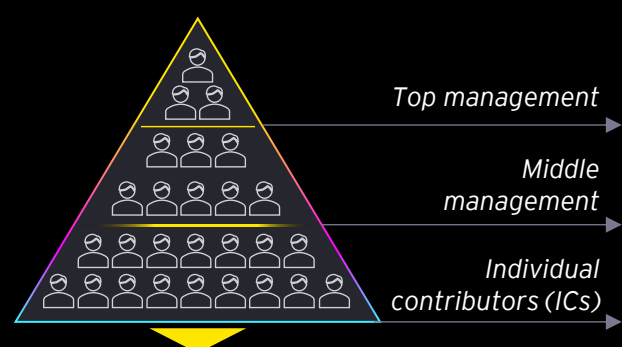 Top management
Middle
management
Individual
contributors (ICs)